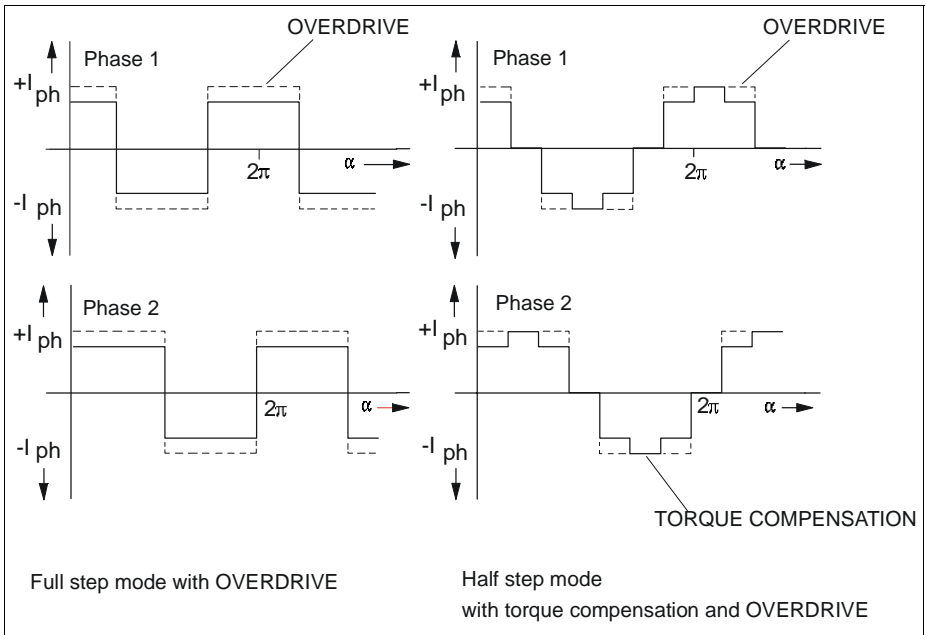 OVERDRIVE
Phase 1
+I ph
-I ph
2π
α
OVERDRIVE
Phase 1
+I ph
-I ph
2π
α
Phase 2
+I ph
-I ph
2π
α
Phase 2
+I ph
-I ph
2π
α
TORQUE COMPENSATION
Full step mode with OVERDRIVE
Half step mode
with torque compensation and OVERDRIVE